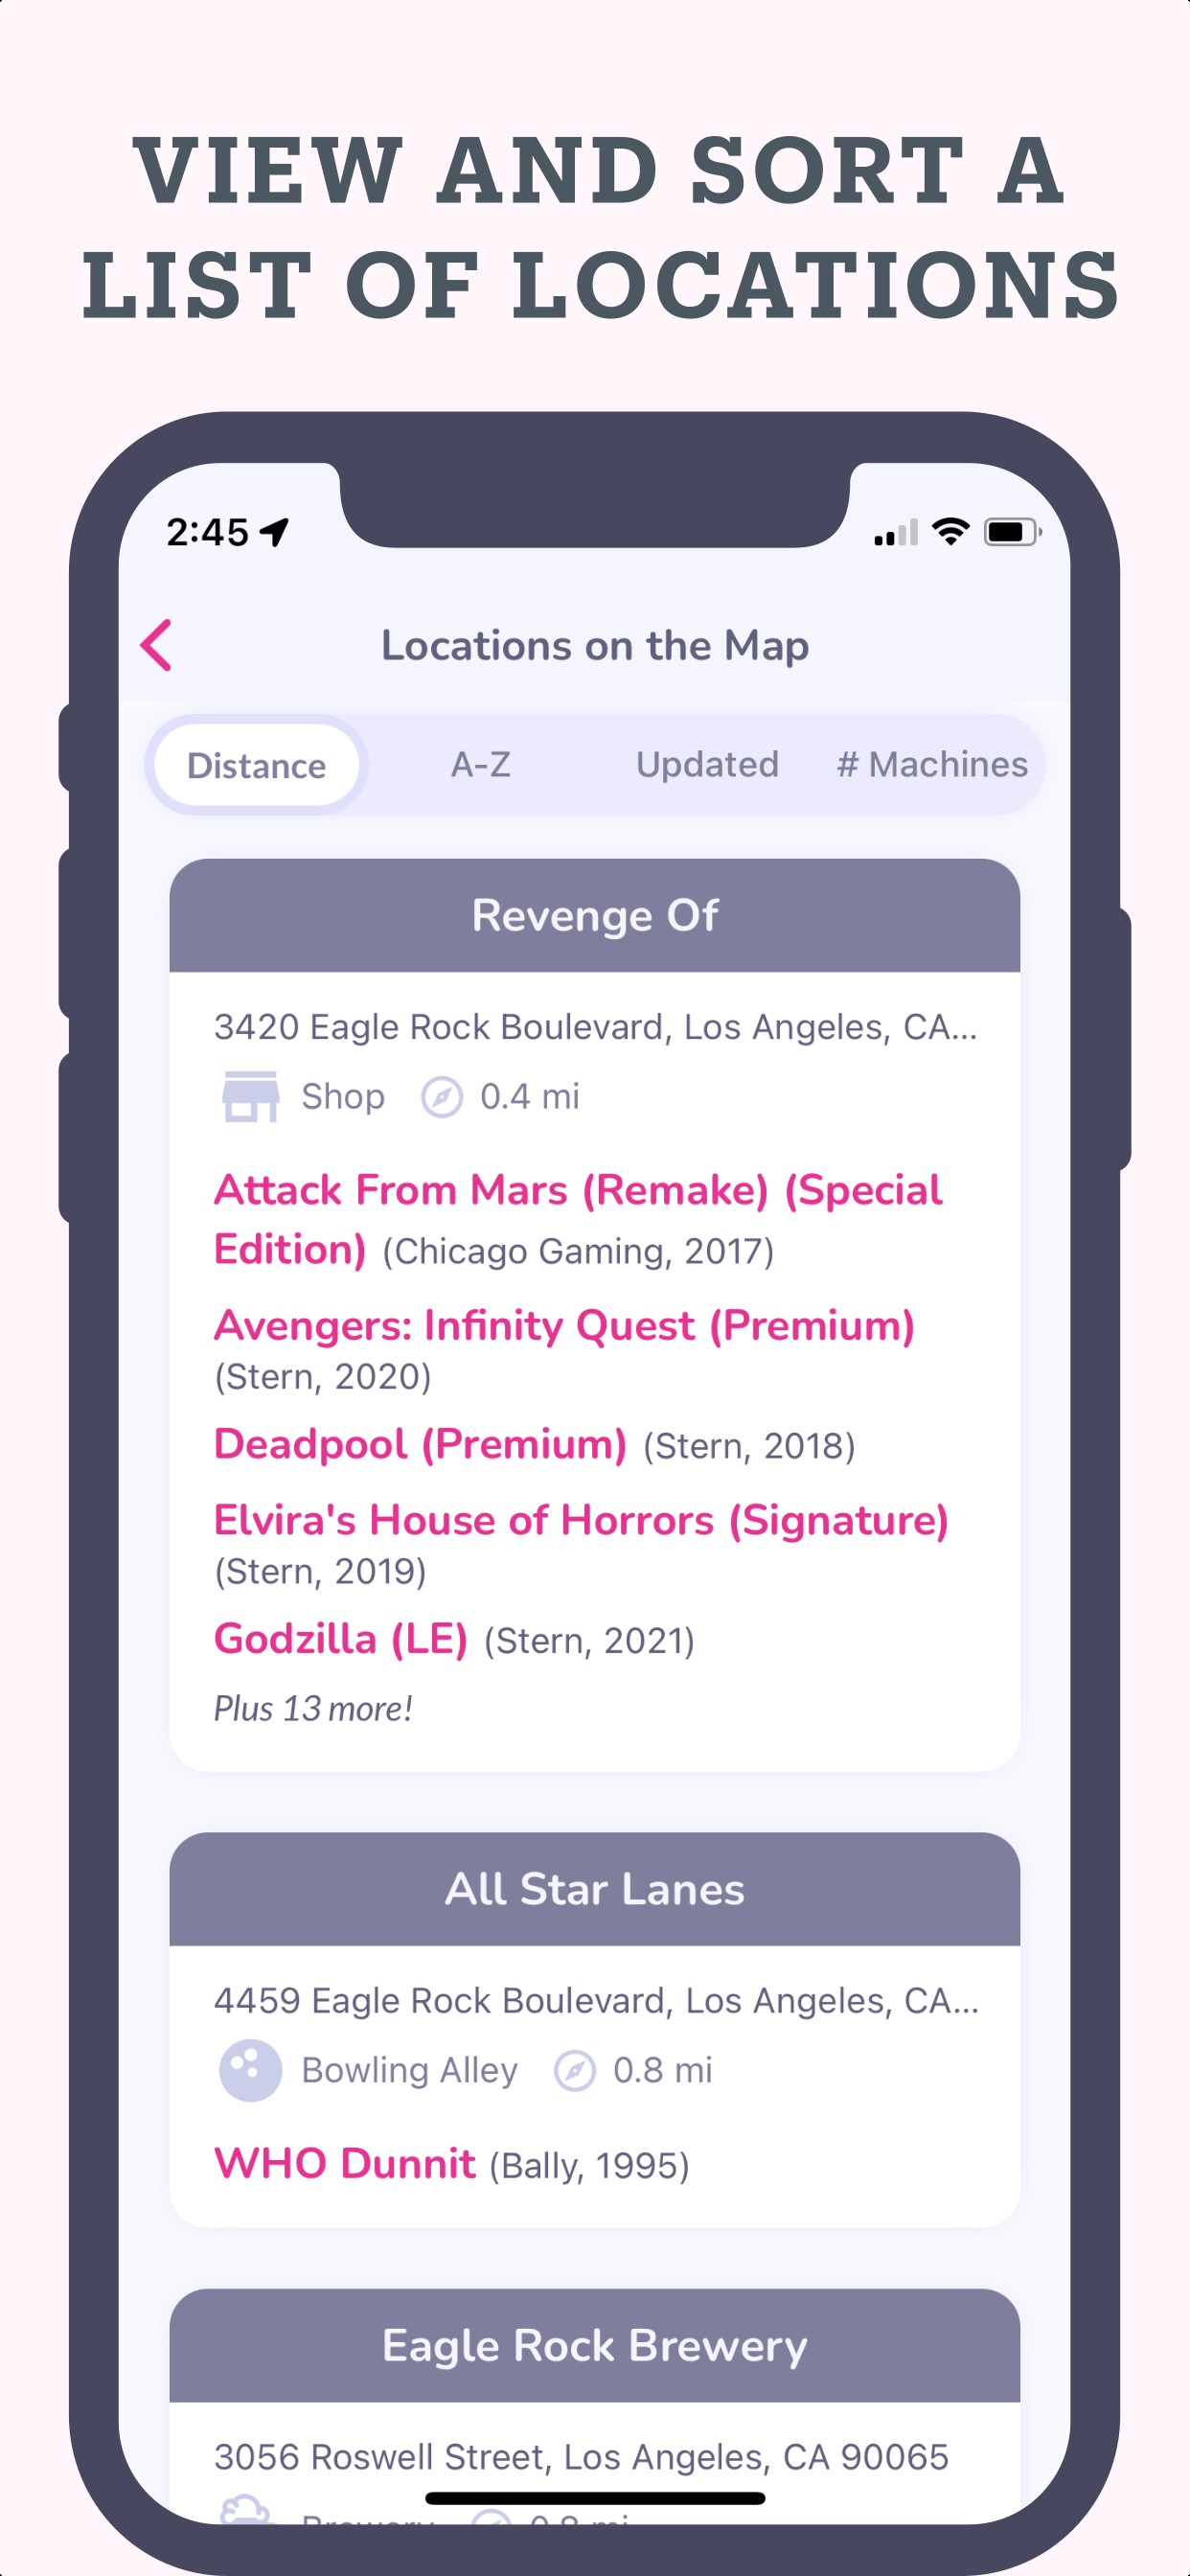 VIEW AND SORT A
LIST OF LOCATIONS
2:45
Locations on the Map
Distance A-Z Updated # Machines
Revenge Of
3420 Eagle Rock Boulevard, Los Angeles, CA...
Shop 0.4 mi
Attack From Mars (Remake) (Special
Edition) (Chicago Gaming, 2017)
Avengers: Infinity Quest (Premium)
(Stern, 2020)
Deadpool (Premium) (Stern, 2018)
Elvira's House of Horrors (Signature)
(Stern, 2019)
Godzilla (LE) (Stern, 2021)
Plus 13 more!
All Star Lanes
4459 Eagle Rock Boulevard, Los Angeles, CA...
Bowling Alley 0.8 mi
WHO Dunnit (Bally, 1995)
Eagle Rock Brewery
3056 Roswell Street, Los Angeles, CA 90065
Brewery